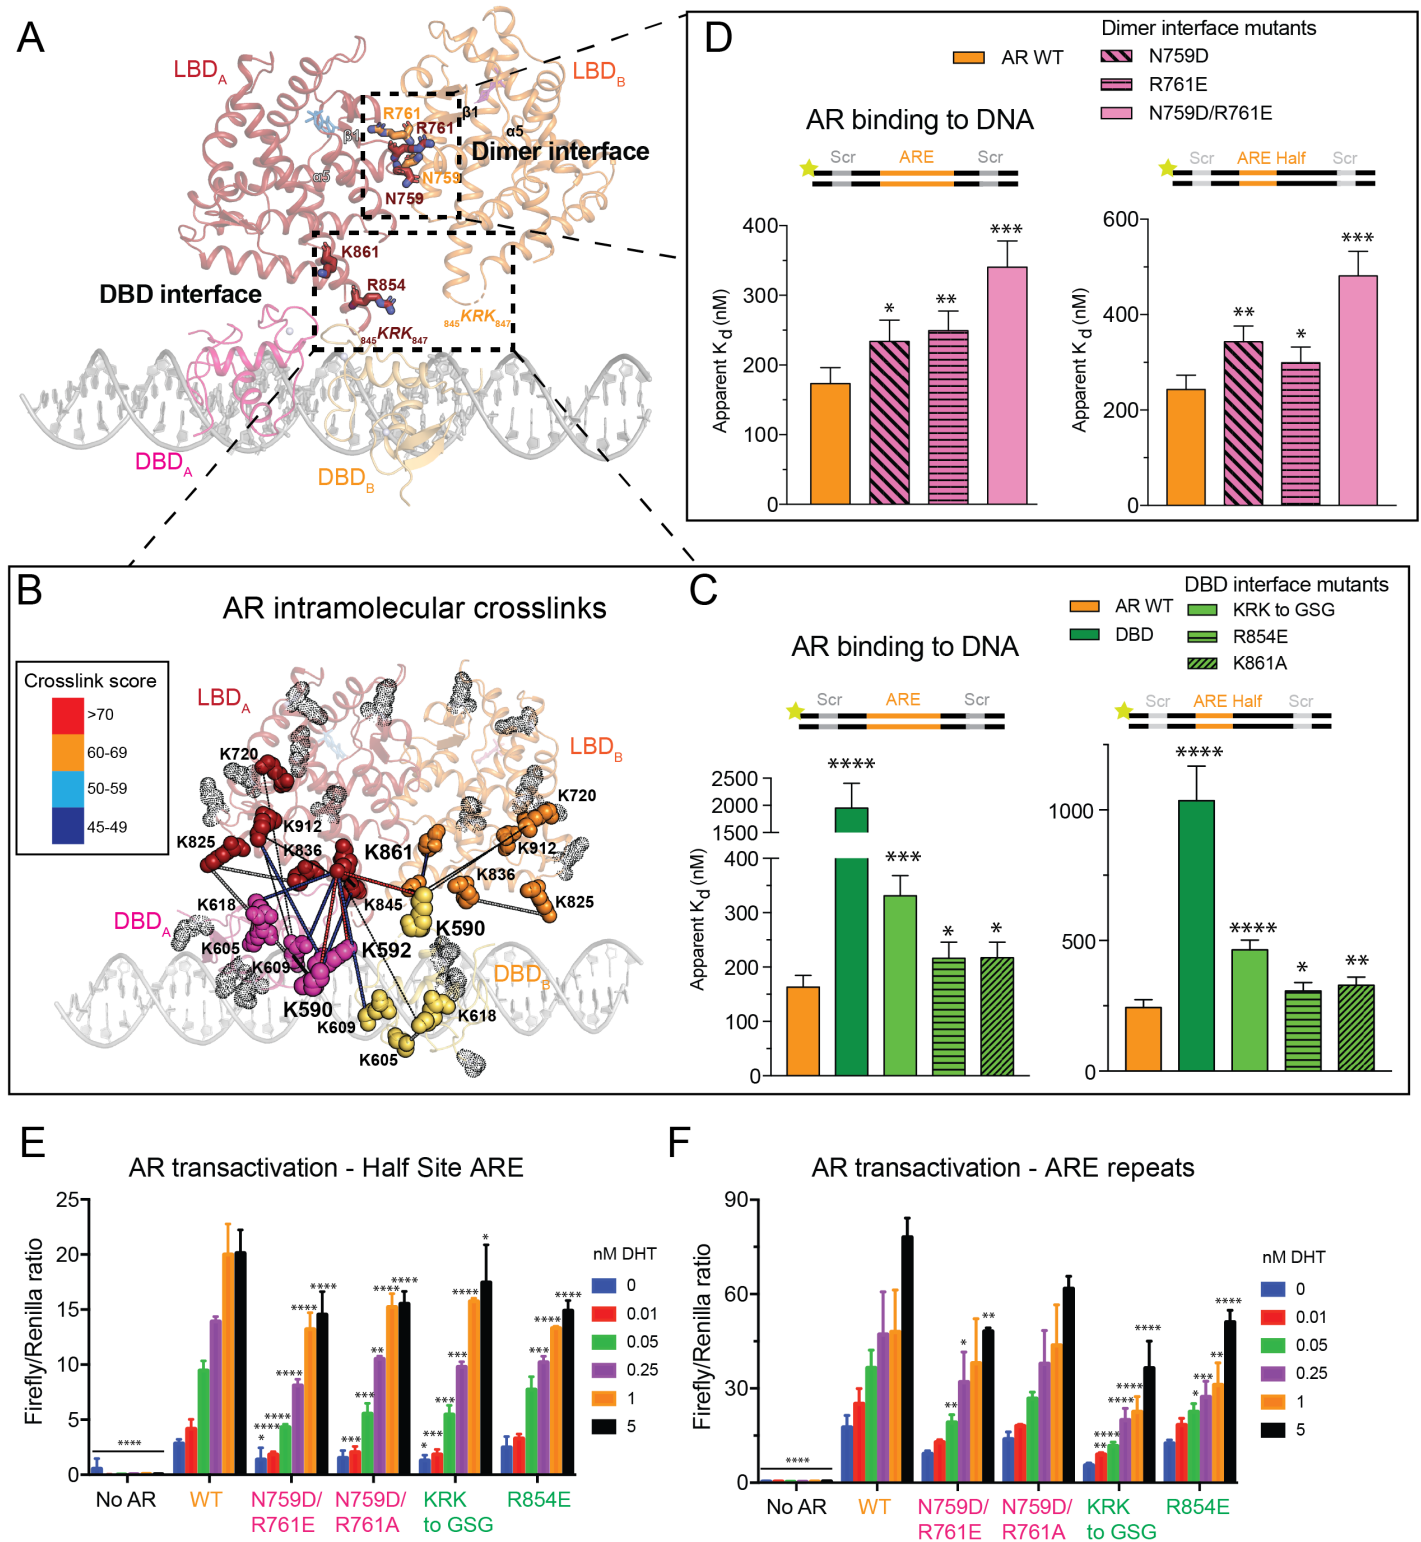 A
LBDA
LBDB
R761
R761
β1
β1
α5
α5
Dimer interface
N759
N759
K861
R854
DBD interface
845KRK847
845KRK847
DBDA
DBDB
D
Dimer interface mutants
AR WT
N759D
R761E
N759D/R761E
AR binding to DNA
Scr ARE Scr
Scr ARE Half Scr
Apparent Kd (nM)
400
300
200
100
0
* ** ***
Apparent Kd (nM)
600
400
200
0
** * ***
B
AR intramolecular crosslinks
Crosslink score
>70
60-69
50-59
45-49
LBDA
LBDB
K720
K720
K912
K825
K836
K861
K912
K836
K845
K825
K618
DBDA
K605
K590
K592
K609
DBDB
K590
K609
K618
K605
C
DBD interface mutants
AR WT
DBD
KRK to GSG
R854E
K861A
AR binding to DNA
Scr ARE Scr
Scr ARE Half Scr
Apparent Kd (nM)
2500
2000
1500
400
300
200
100
0
**** *** * *
1000
500
0
**** **** * **
E
AR transactivation - Half Site ARE
Firefly/Renilla ratio
25
20
15
10
5
0
****
* **** **** **** **** ****
*** *** ** **** ****
* *** *** *** **** *
*** **** ****
No AR WT N759D/ N759D/ KRK R854E
R761E R761A to GSG
nM DHT
0
0.01
0.05
0.25
1
5
F
AR transactivation - ARE repeats
Firefly/Renilla ratio
90
60
30
0
****
** * **
** **** **** **** ****
* *** ** ****
No AR WT N759D/ N759D/ KRK R854E
R761E R761A to GSG
nM DHT
0
0.01
0.05
0.25
1
5